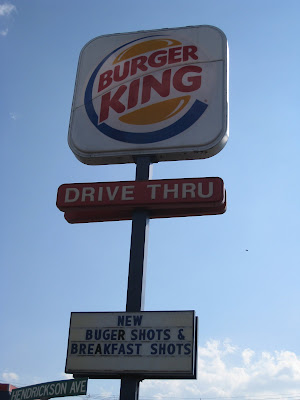 BURGER
KING
DRIVE THRU
NEW
BUGER SHOTS &
BREAKFAST SHOTS
HENDRICKSON AVE